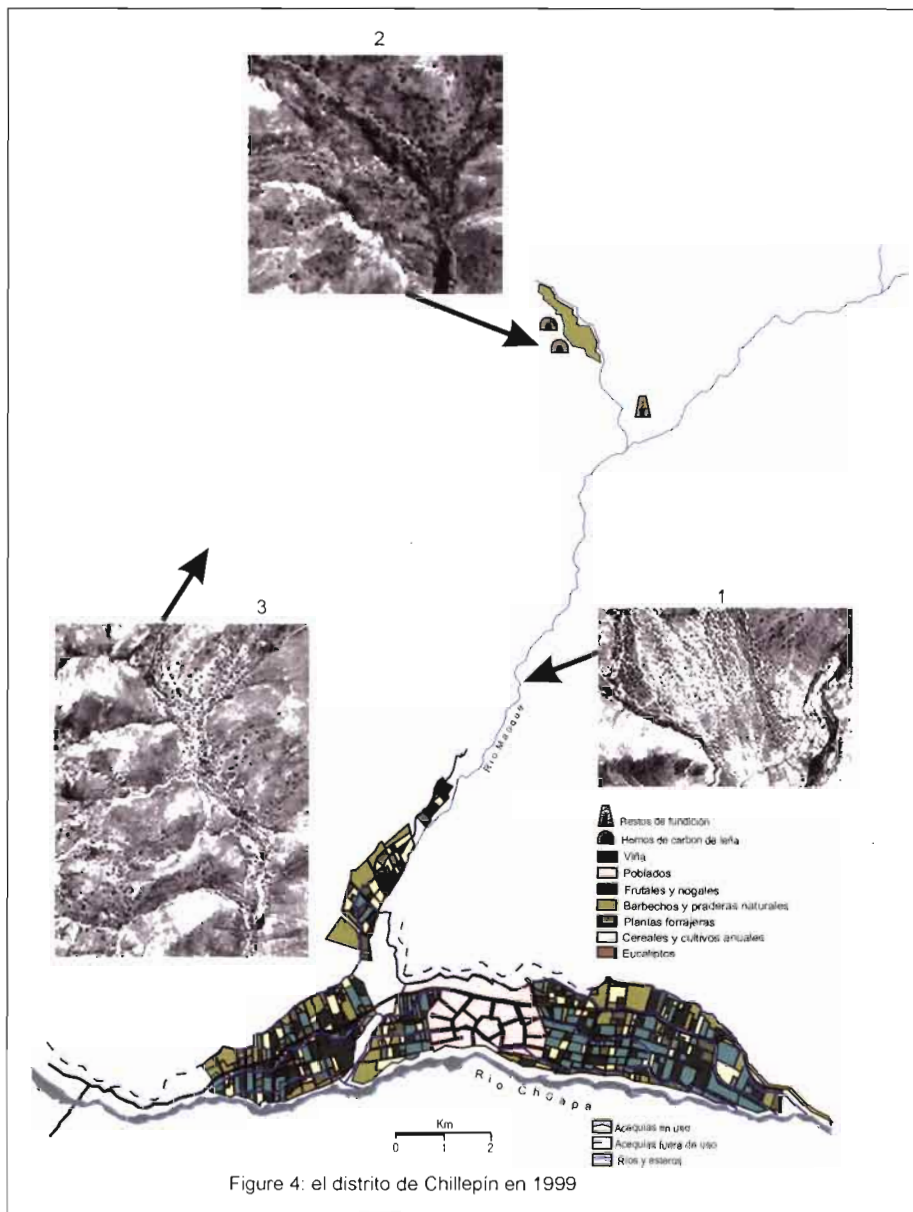 2
3
1
Río Manque
Restos de fundición
Hornos de carbon de leña
Viña
Poblados
Frutales y nogales
Barbechos y praderas naturales
Plantas forrajeras
Cereales y cultivos anuales
Eucaliptos
Río Choapa
Km
0 1 2
Acequias en uso
Acequias fuera de uso
Ríos y esteros
Figure 4: el distrito de Chillepín en 1999